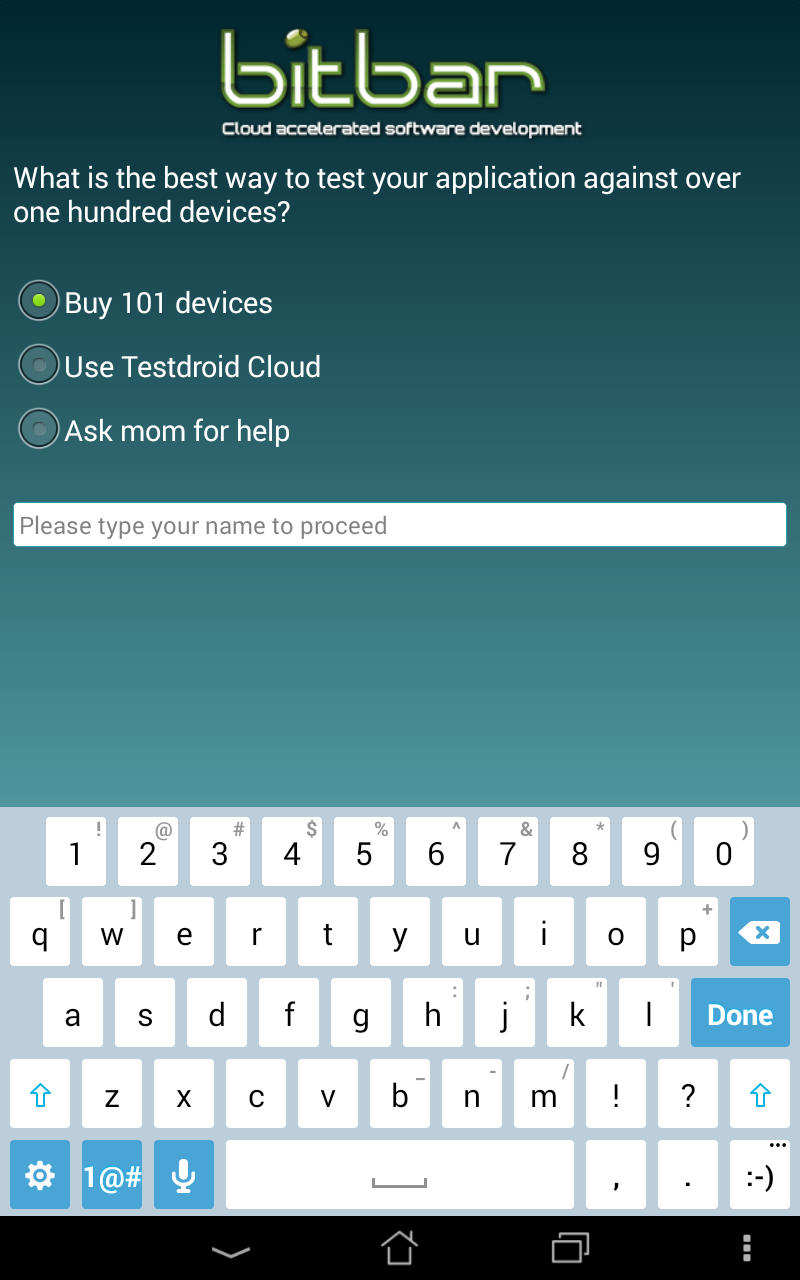 bitbar
Cloud accelerated software development
What is the best way to test your application against over
one hundred devices?
Buy 101 devices
Use Testdroid Cloud
Ask mom for help
Please type your name to proceed
! @ # $ % ^ & * ( )
1 2 3 4 5 6 7 8 9 0
[ ] +
q w e r t y u i o p
: ; " '
a s d f g h j k l Done
_ - /
z x c v b n m ! ?
1@# , . :-)